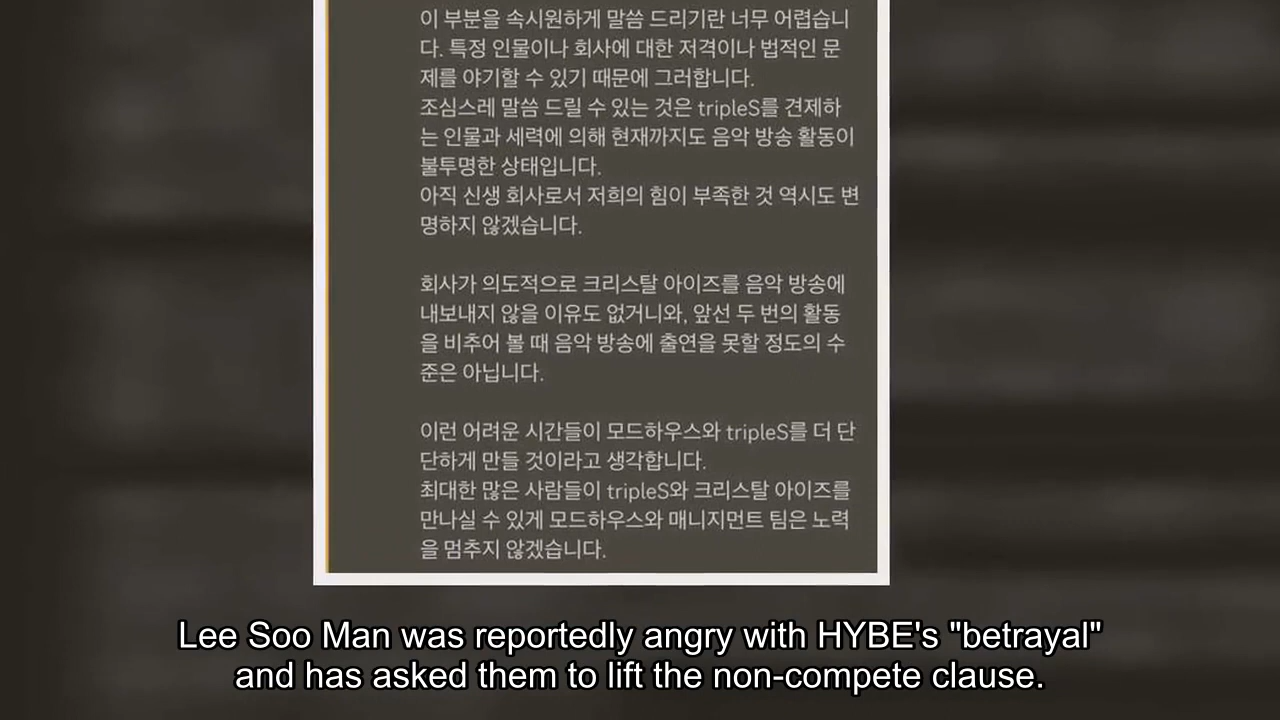 이 부분을 속시원하게 말씀 드리기란 너무 어렵습니
다. 특정 인물이나 회사에 대한 저격이나 법적인 문
제를 야기할 수 있기 때문에 그러합니다.
조심스레 말씀 드릴 수 있는 것은 tripleS를 견제하
는 인물과 세력에 의해 현재까지도 음악 방송 활동이
불투명한 상태입니다.
아직 신생 회사로서 저희의 힘이 부족한 것 역시도 변
명하지 않겠습니다.
회사가 의도적으로 크리스탈 아이즈를 음악 방송에
내보내지 않을 이유도 없거니와, 앞선 두 번의 활동
을 비추어 볼 때 음악 방송에 출연을 못할 정도의 수
준은 아닙니다.
이런 어려운 시간들이 모드하우스와 tripleS를 더 단
단하게 만들 것이라고 생각합니다.
최대한 많은 사람들이 tripleS와 크리스탈 아이즈를
만나실 수 있게 모드하우스와 매니지먼트 팀은 노력
을 멈추지 않겠습니다.
Lee Soo Man was reportedly angry with HYBE's "betrayal"
and has asked them to lift the non-compete clause.